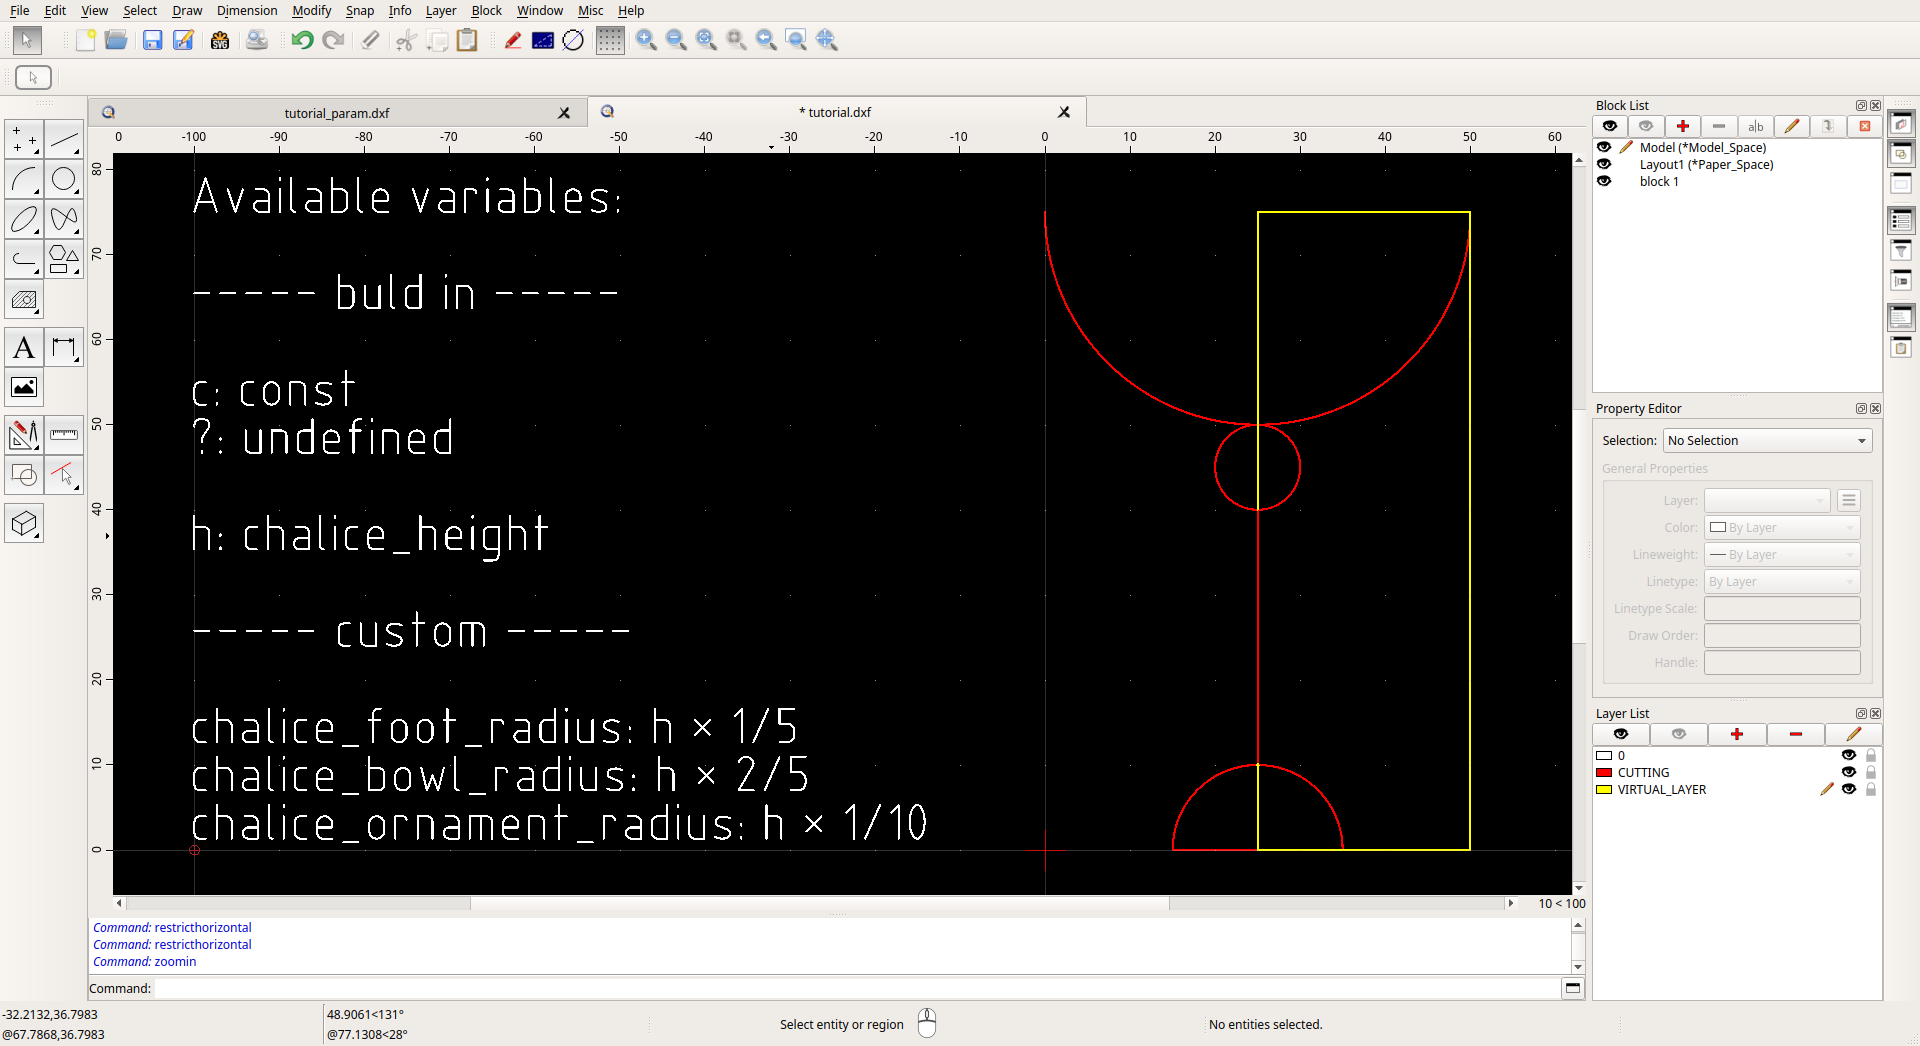 File Edit View Select Draw Dimension Modify Snap Info Layer Block Window Misc Help
SVG
tutorial_param.dxf
* tutorial.dxf
0 -100 -90 -80 -70 -60 -50 -40 -30 -20 -10 0 10 20 30 40 50 60
80
70
60
50
40
30
20
10
0
Available variables:
----- buld in -----
c: const
?: undefined
h: chalice_height
----- custom -----
chalice_foot_radius: h × 1/5
chalice_bowl_radius: h × 2/5
chalice_ornament_radius: h × 1/10
10 < 100
Command: restricthorizontal
Command: restricthorizontal
Command: zoomin
Command:
-32.2132,36.7983
@67.7868,36.7983
48.9061<131°
@77.1308<28°
Select entity or region
No entities selected.
Block List
a|b
Model (*Model_Space)
Layout1 (*Paper_Space)
block 1
Property Editor
Selection: No Selection
General Properties
Layer:
Color: By Layer
Lineweight: By Layer
Linetype: By Layer
Linetype Scale:
Draw Order:
Handle:
Layer List
0
CUTTING
VIRTUAL_LAYER
A